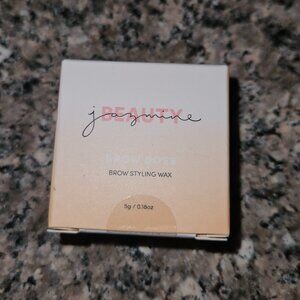 BEAUTY
jazmine
BROW BOSS
BROW STYLING WAX
5g / 0.18oz